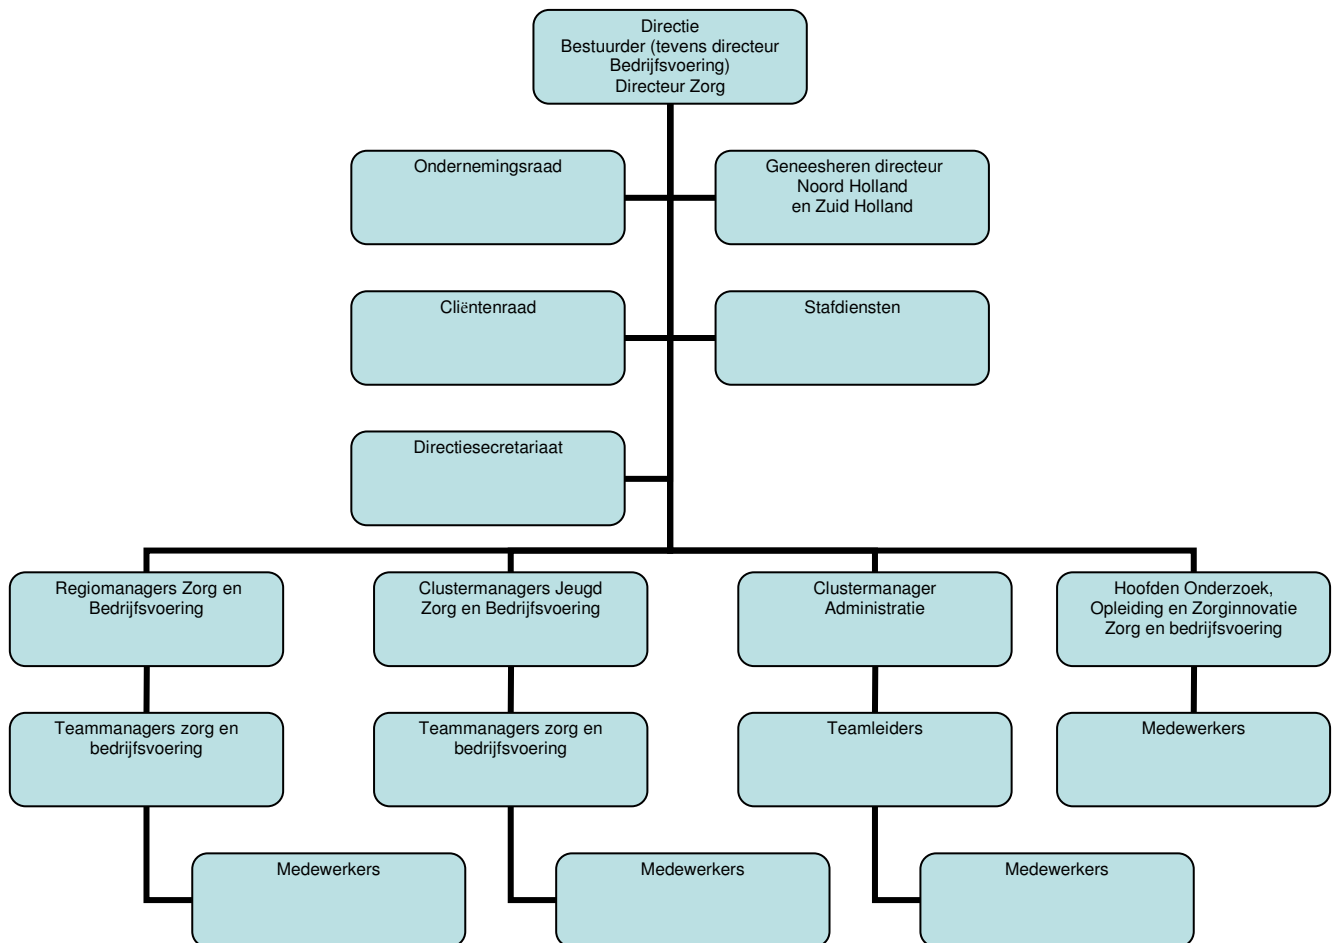 Directie
Bestuurder (tevens directeur
Bedrijfsvoering)
Directeur Zorg
Ondernemingsraad
Geneesheren directeur
Noord Holland
en Zuid Holland
Cliëntenraad
Stafdiensten
Directiesecretariaat
Regiomanagers Zorg en
Bedrijfsvoering
Clustermanagers Jeugd
Zorg en Bedrijfsvoering
Clustermanager
Administratie
Hoofden Onderzoek,
Opleiding en Zorginnovatie
Zorg en bedrijfsvoering
Teammanagers zorg en
bedrijfsvoering
Teammanagers zorg en
bedrijfsvoering
Teamleiders
Medewerkers
Medewerkers
Medewerkers
Medewerkers